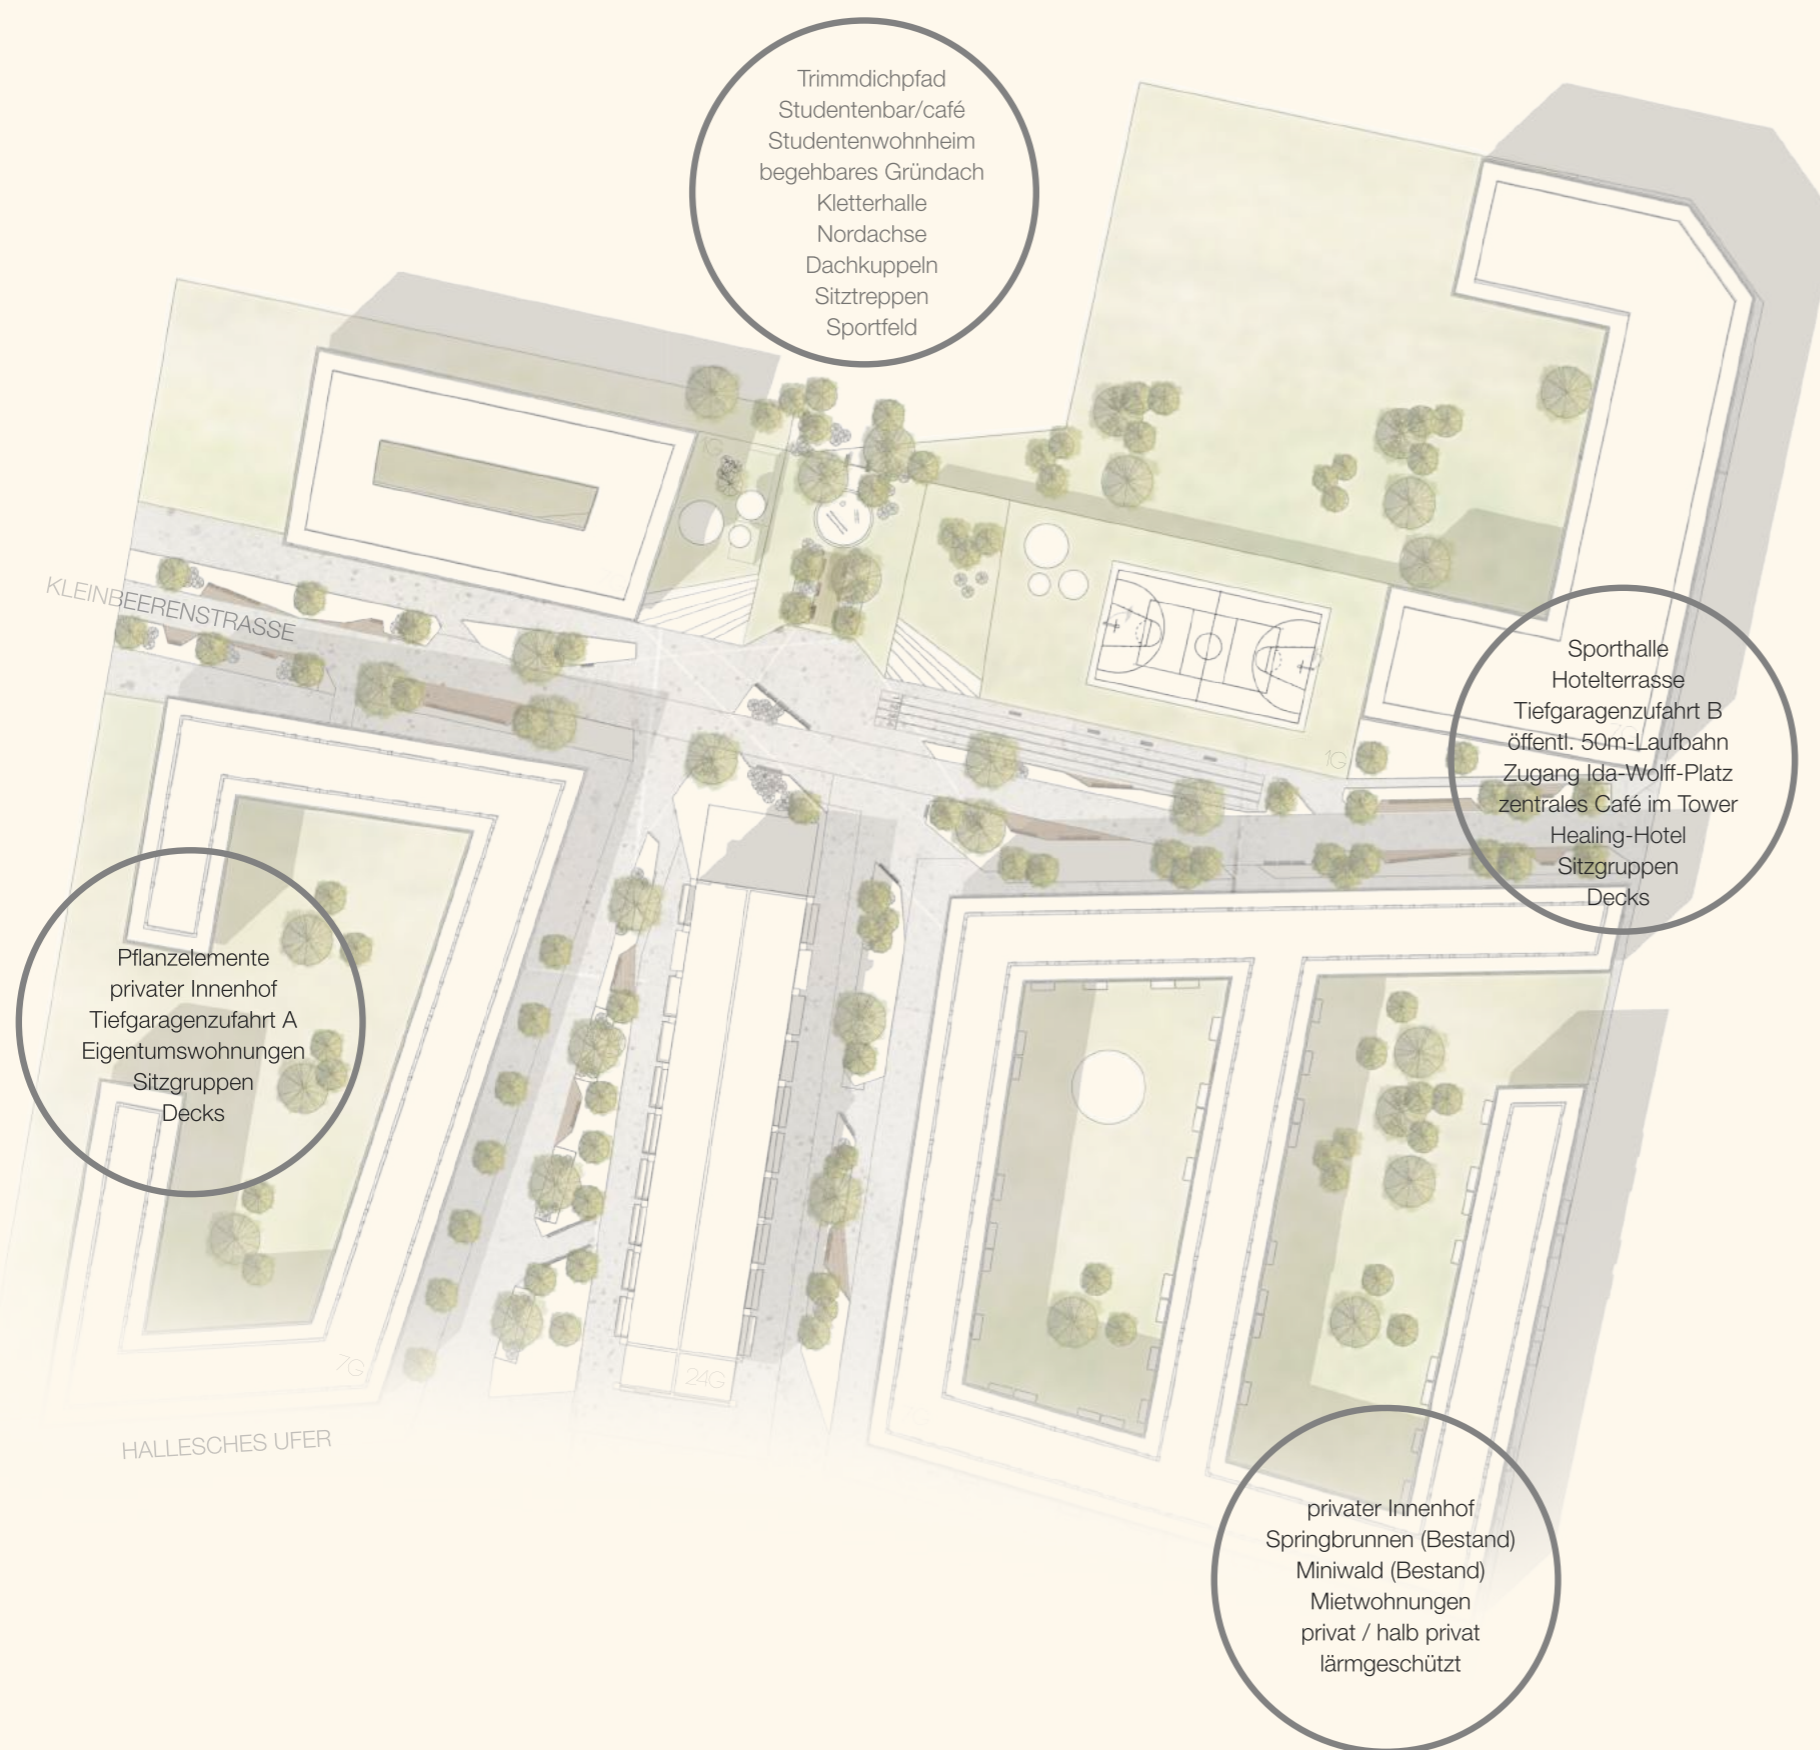 Trimmdichpfad
Studentenbar/café
Studentenwohnheim
begehbares Gründach
Kletterhalle
Nordachse
Dachkuppeln
Sitztreppen
Sportfeld
1G
KLEINBEERENSTRASSE
Sporthalle
Hotelterrasse
Tiefgaragenzufahrt B
öffentl. 50m-Laufbahn
Zugang Ida-Wolff-Platz
zentrales Café im Tower
Healing-Hotel
Sitzgruppen
Decks
1G
Pflanzelemente
privater Innenhof
Tiefgaragenzufahrt A
Eigentumswohnungen
Sitzgruppen
Decks
7G
24G
HALLESCHES UFER
privater Innenhof
Springbrunnen (Bestand)
Miniwald (Bestand)
Mietwohnungen
privat / halb privat
lärmgeschützt